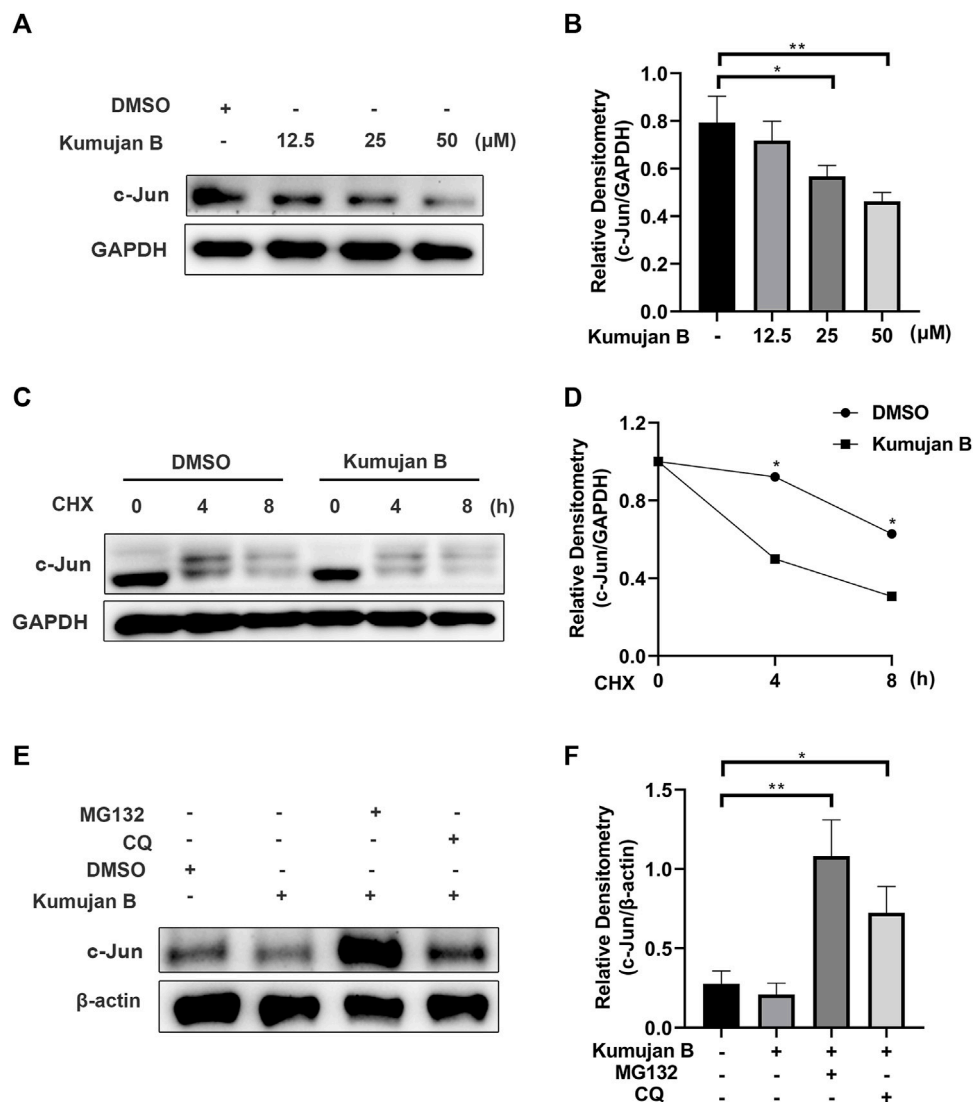 A
DMSO + - - -
Kumujan B - 12.5 25 50 (μM)
c-Jun
GAPDH
B
** 
*
Relative Densitometry
(c-Jun/GAPDH)
1.0
0.8
0.6
0.4
0.2
0.0
Kumujan B - 12.5 25 50 (μM)
C
DMSO Kumujan B
CHX 0 4 8 0 4 8 (h)
c-Jun
GAPDH
D
DMSO
Kumujan B
Relative Densitometry
(c-Jun/GAPDH)
1.2
0.8
0.4
0.0
*
*
CHX 0 4 8 (h)
E
MG132 - - + -
CQ - - - +
DMSO + - - -
Kumujan B - + + +
c-Jun
β-actin
F
*
**
Relative Densitometry
(c-Jun/β-actin)
1.5
1.0
0.5
0.0
Kumujan B - + + +
MG132 - - + -
CQ - - - +